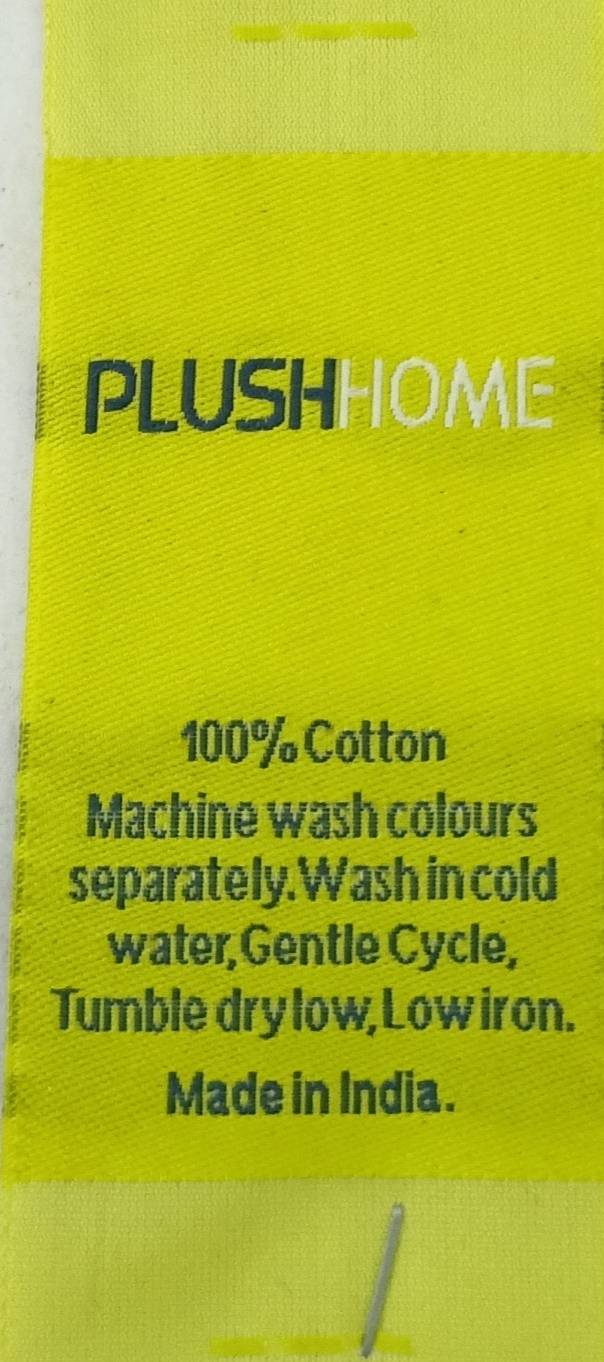 PLUSHHOME
100% Cotton
Machine wash colours
separately. Wash in cold
water, Gentle Cycle,
Tumble dry low, Low iron.
Made in India.